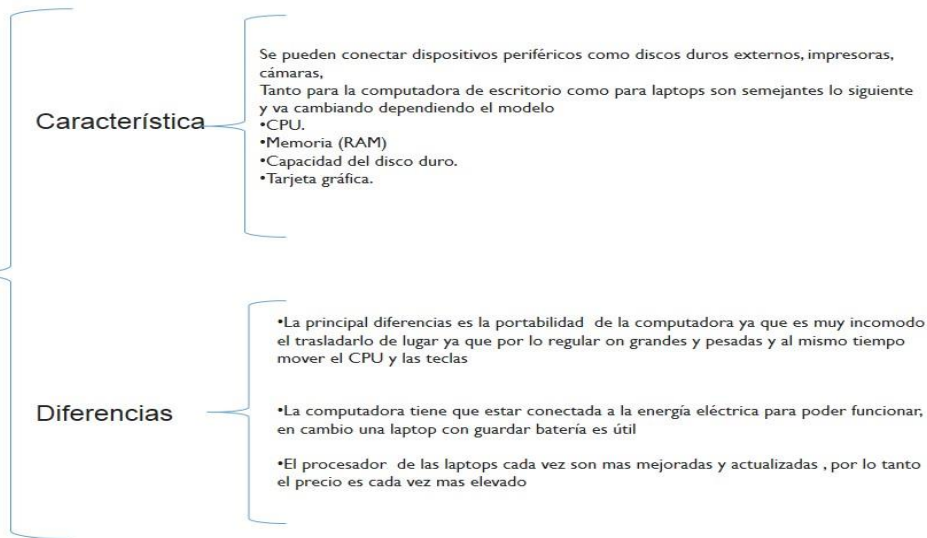 Característica
Se pueden conectar dispositivos periféricos como discos duros externos, impresoras,
cámaras,
Tanto para la computadora de escritorio como para laptops son semejantes lo siguiente
y va cambiando dependiendo el modelo
•CPU.
•Memoria (RAM)
•Capacidad del disco duro.
•Tarjeta gráfica.
Diferencias
•La principal diferencias es la portabilidad de la computadora ya que es muy incomodo
el trasladarlo de lugar ya que por lo regular on grandes y pesadas y al mismo tiempo
mover el CPU y las teclas
•La computadora tiene que estar conectada a la energía eléctrica para poder funcionar,
en cambio una laptop con guardar batería es útil
•El procesador de las laptops cada vez son mas mejoradas y actualizadas , por lo tanto
el precio es cada vez mas elevado